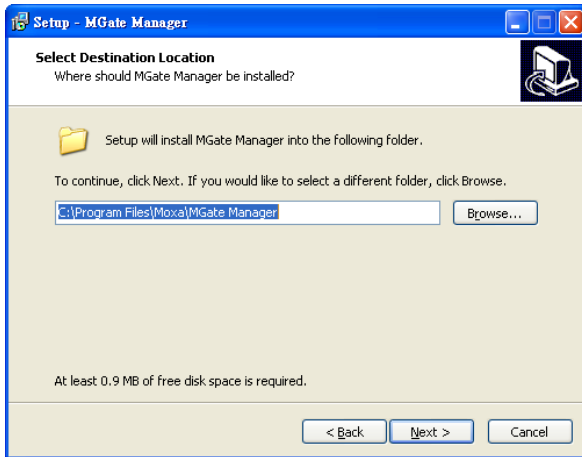 Setup - MGate Manager
Select Destination Location
Where should MGate Manager be installed?
Setup will install MGate Manager into the following folder.
To continue, click Next. If you would like to select a different folder, click Browse.
C:\Program Files\Moxa\MGate Manager
Browse...
At least 0.9 MB of free disk space is required.
< Back
Next >
Cancel